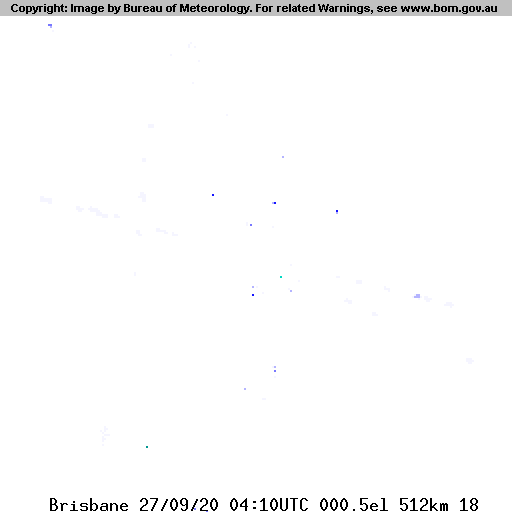 Copyright: Image by Bureau of Meteorology. For related Warnings, see www.bom.gov.au
Brisbane 27/09/20 04:10UTC 000.5el 512km 18